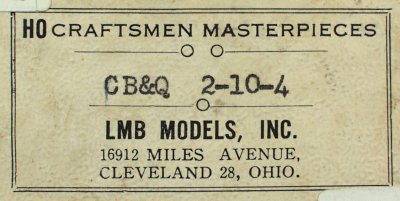 HO CRAFTSMEN MASTERPIECES
CB&Q 2-10-4
LMB MODELS, INC.
16912 MILES AVENUE,
CLEVELAND 28, OHIO.